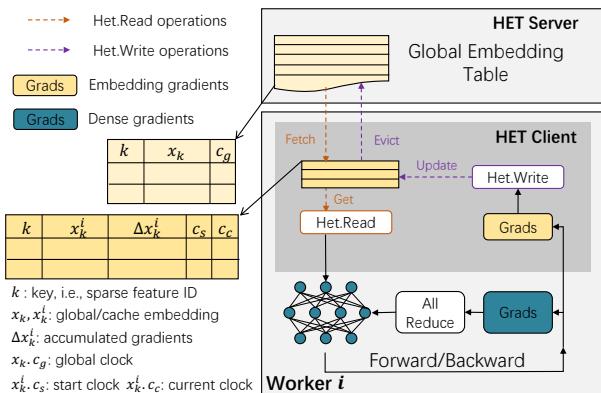 Het.Read operations
Het.Write operations
Grads Embedding gradients
Grads Dense gradients
k x_k c_g
k x_k^i Δx_k^i c_s c_c
k : key, i.e., sparse feature ID
x_k, x_k^i: global/cache embedding
Δx_k^i: accumulated gradients
x_k. c_g: global clock
x_k^i. c_s: start clock x_k^i. c_c: current clock
HET Server
Global Embedding
Table
Fetch
Evict
HET Client
Update
Het.Write
Get
Het.Read
Grads
All
Reduce
Grads
Forward/Backward
Worker i